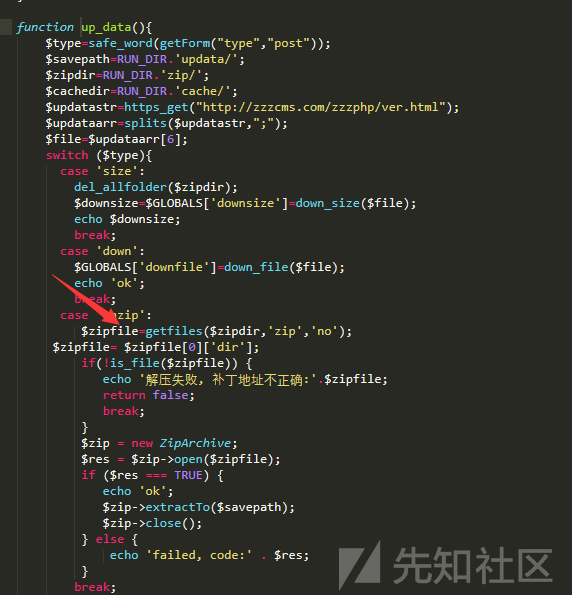 function up_data(){
$type=safe_word(getForm("type","post"));
$savepath=RUN_DIR.'updata/';
$zipdir=RUN_DIR.'zip/';
$cachedir=RUN_DIR.'cache/';
$updatastr=https_get("http://zzzcms.com/zzzphp/ver.html");
$updataarr=splits($updatastr,";");
$file=$updataarr[6];
switch ($type){
case 'size':
del_allfolder($zipdir);
$downsize=$GLOBALS['downsize']=down_size($file);
echo $downsize;
break;
case 'down':
$GLOBALS['downfile']=down_file($file);
echo 'ok';
break;
case zip':
$zipfile=getfiles($zipdir,'zip','no');
$zipfile= $zipfile[0]['dir'];
if(!is_file($zipfile)) {
echo '解压失败, 补丁地址不正确:'.$zipfile;
return false;
break;
}
$zip = new ZipArchive;
$res = $zip->open($zipfile);
if ($res === TRUE) {
echo 'ok';
$zip->extractTo($savepath);
$zip->close();
} else {
echo 'failed, code:' . $res;
}
break;
先知社区